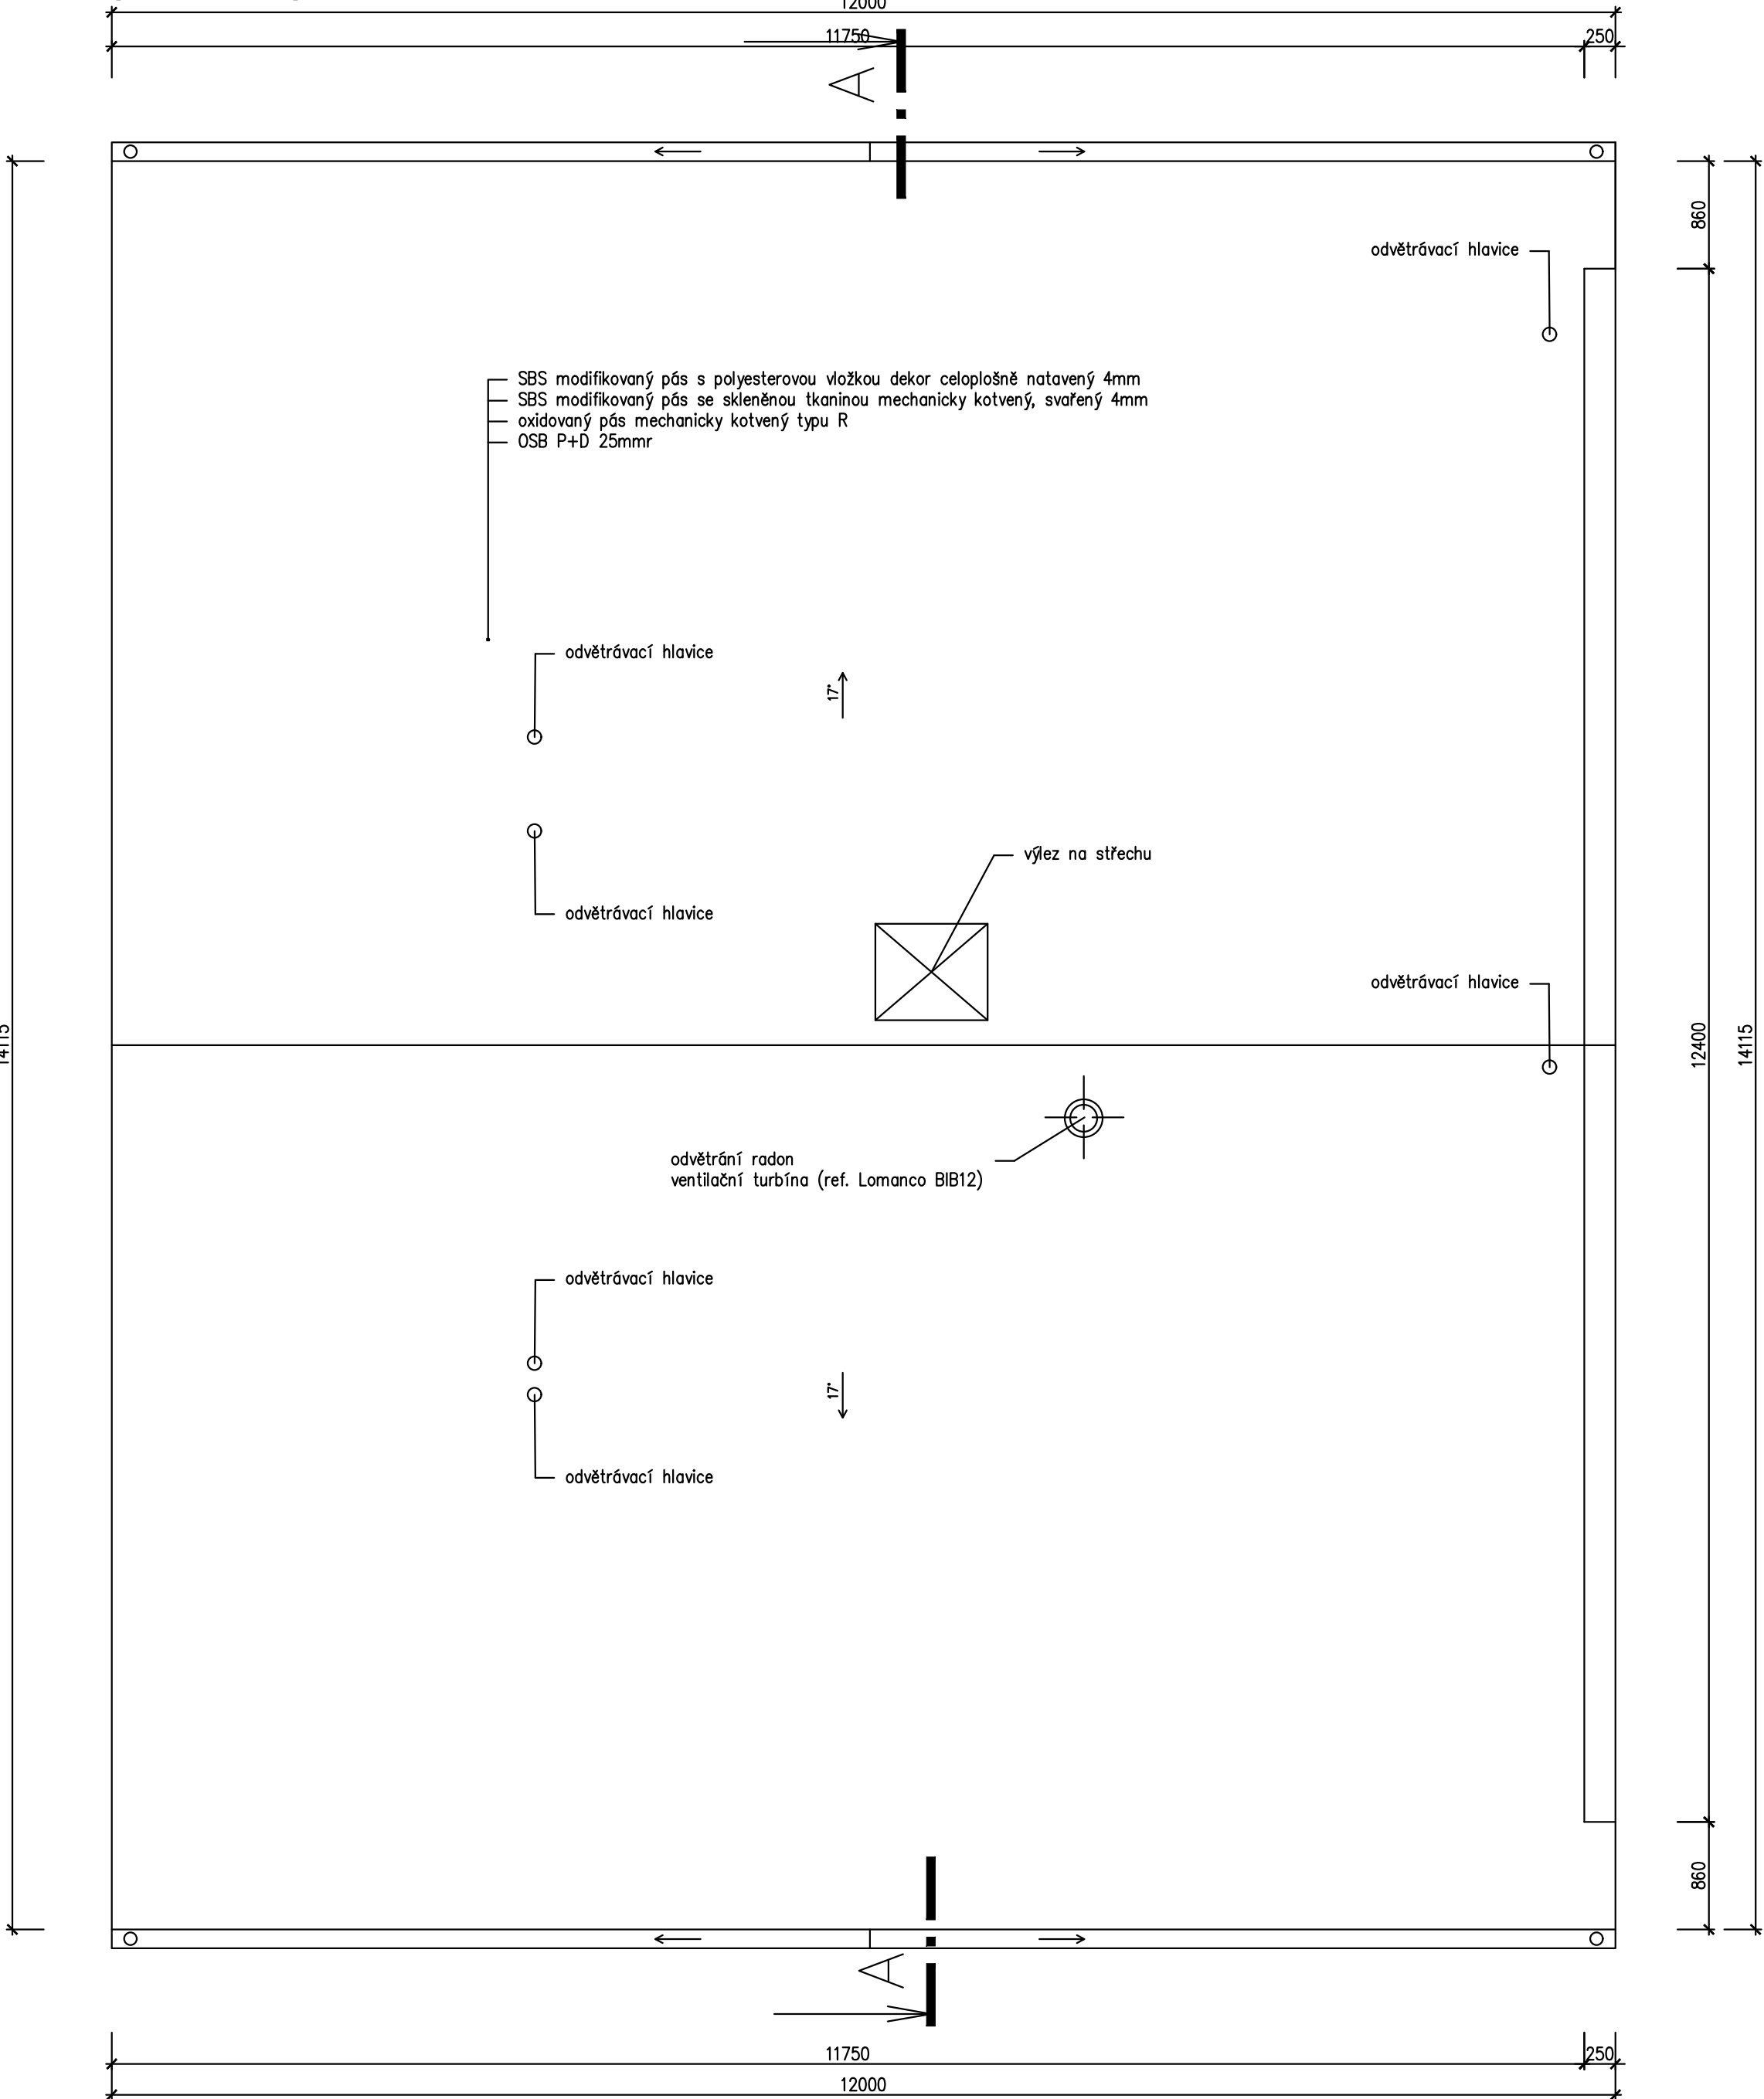 12000
11750
250
A
860
odvětrávací hlavice
SBS modifikovaný pás s polyesterovou vložkou dekor celoplošně natavený 4mm
SBS modifikovaný pás se skleněnou tkaninou mechanicky kotvený, svařený 4mm
oxidovaný pás mechanicky kotvený typu R
OSB P+D 25mmr
odvětrávací hlavice
17°
výlez na střechu
odvětrávací hlavice
odvětrávací hlavice
14115
12400
14115
odvětrání radon
ventilační turbína (ref. Lomanco BIB12)
odvětrávací hlavice
17°
odvětrávací hlavice
860
A
11750
250
12000